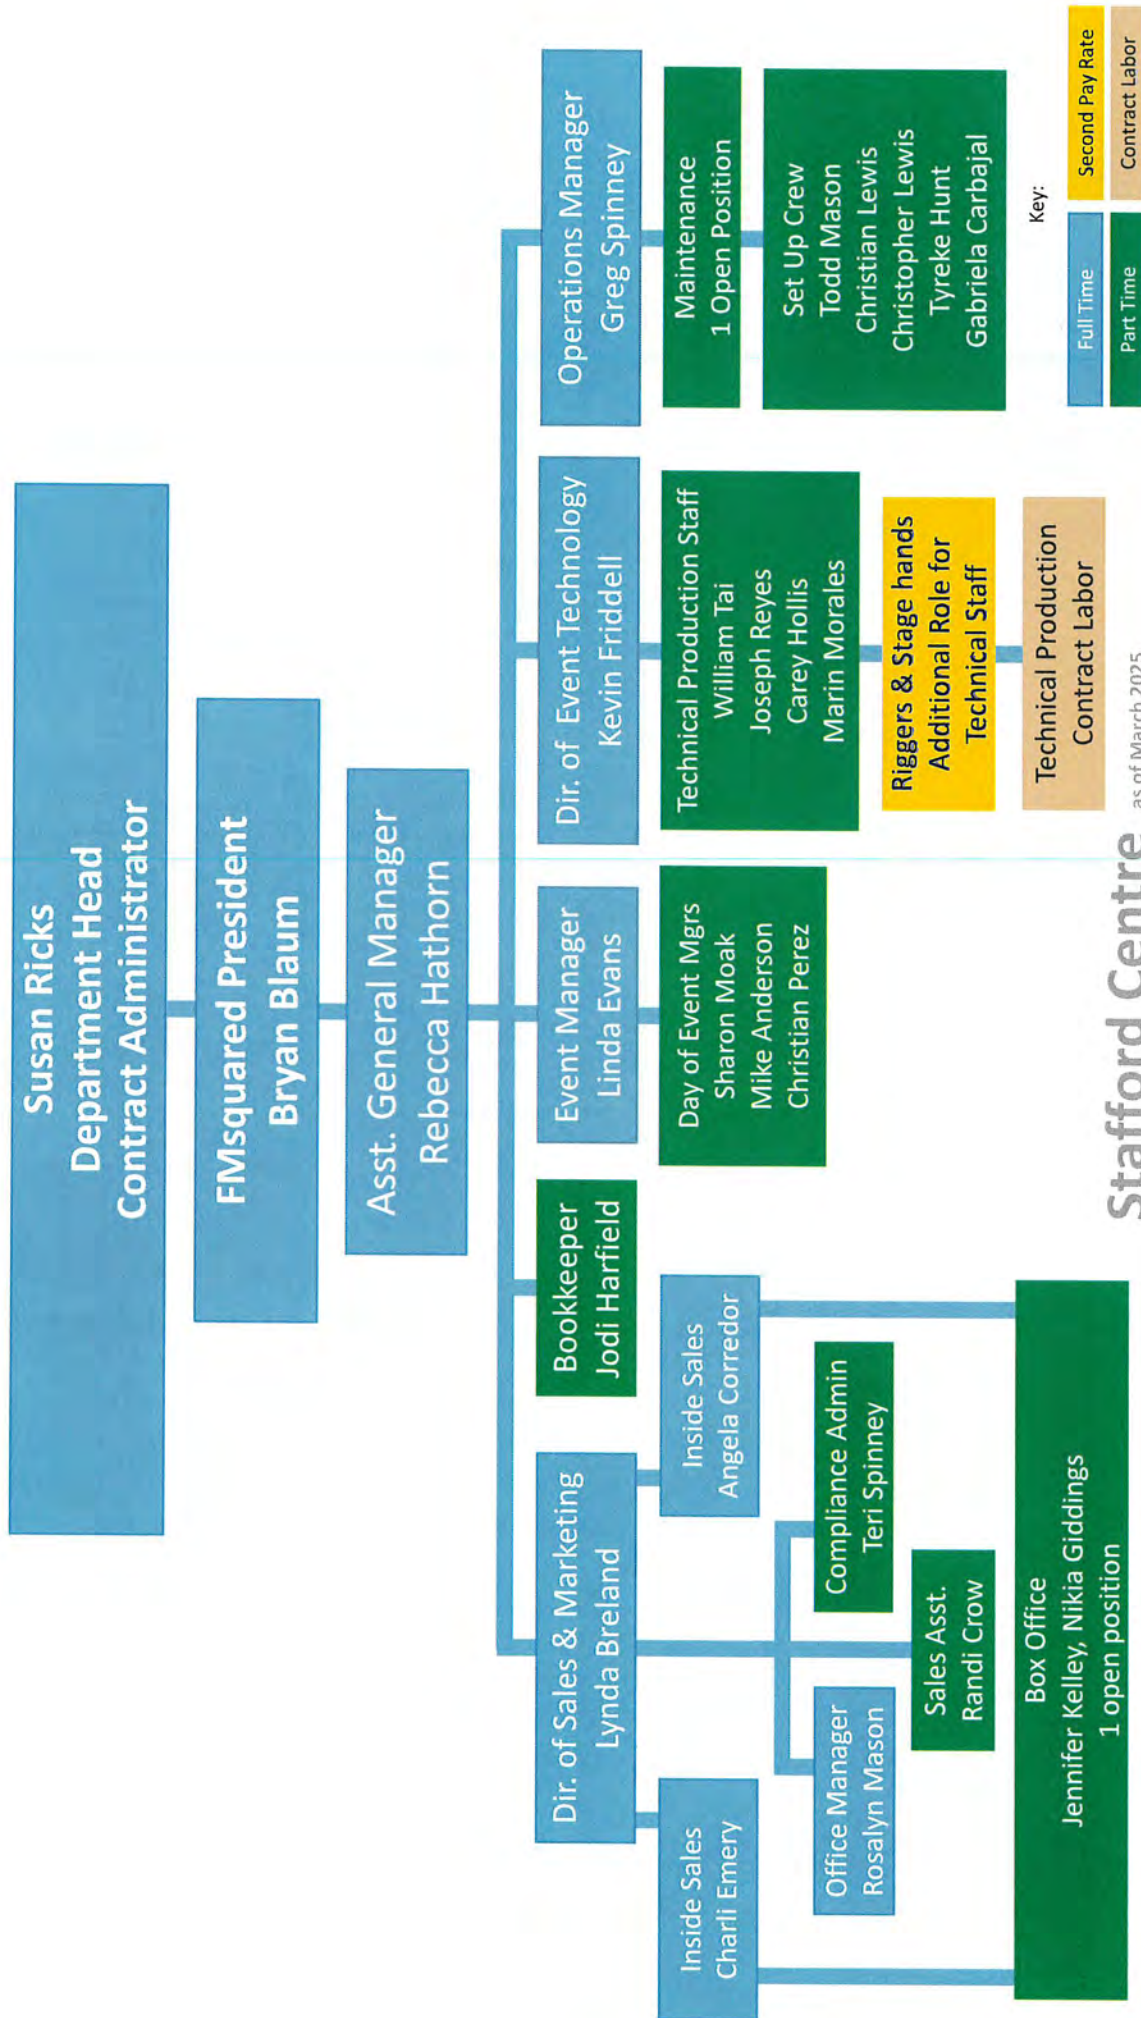 Susan Ricks
Department Head
Contract Administrator
FMsquared President
Bryan Blaum
Asst. General Manager
Rebecca Hathorn
Dir. of Sales & Marketing
Lynda Breland
Bookkeeper
Jodi Harfield
Event Manager
Linda Evans
Dir. of Event Technology
Kevin Friddell
Operations Manager
Greg Spinney
Inside Sales
Charli Emery
Inside Sales
Angela Corredor
Office Manager
Rosalyn Mason
Compliance Admin
Teri Spinney
Sales Asst.
Randi Crow
Box Office
Jennifer Kelley, Nikia Giddings
1 open position
Day of Event Mgrs
Sharon Moak
Mike Anderson
Christian Perez
Technical Production Staff
William Tai
Joseph Reyes
Carey Hollis
Marin Morales
Riggers & Stage hands
Additional Role for
Technical Staff
Technical Production
Contract Labor
Maintenance
1 Open Position
Set Up Crew
Todd Mason
Christian Lewis
Christopher Lewis
Tyreke Hunt
Gabriela Carbajal
Key:
Full Time
Second Pay Rate
Part Time
Contract Labor
Stafford Centre as of March 2025